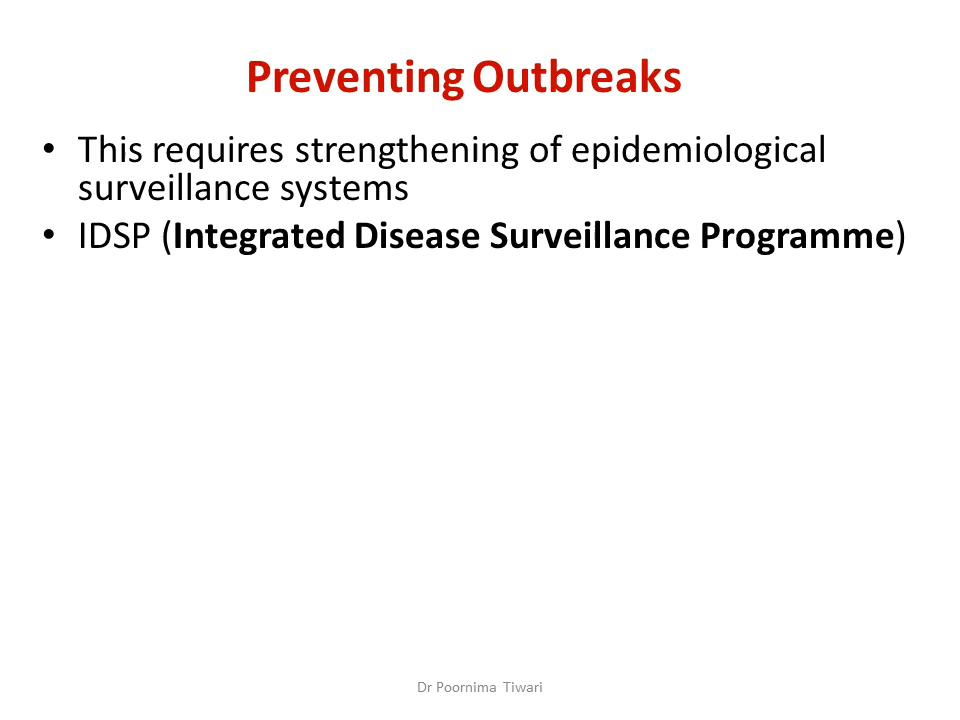 Preventing Outbreaks
• This requires strengthening of epidemiological
surveillance systems
• IDSP (Integrated Disease Surveillance Programme)
Dr Poornima Tiwari